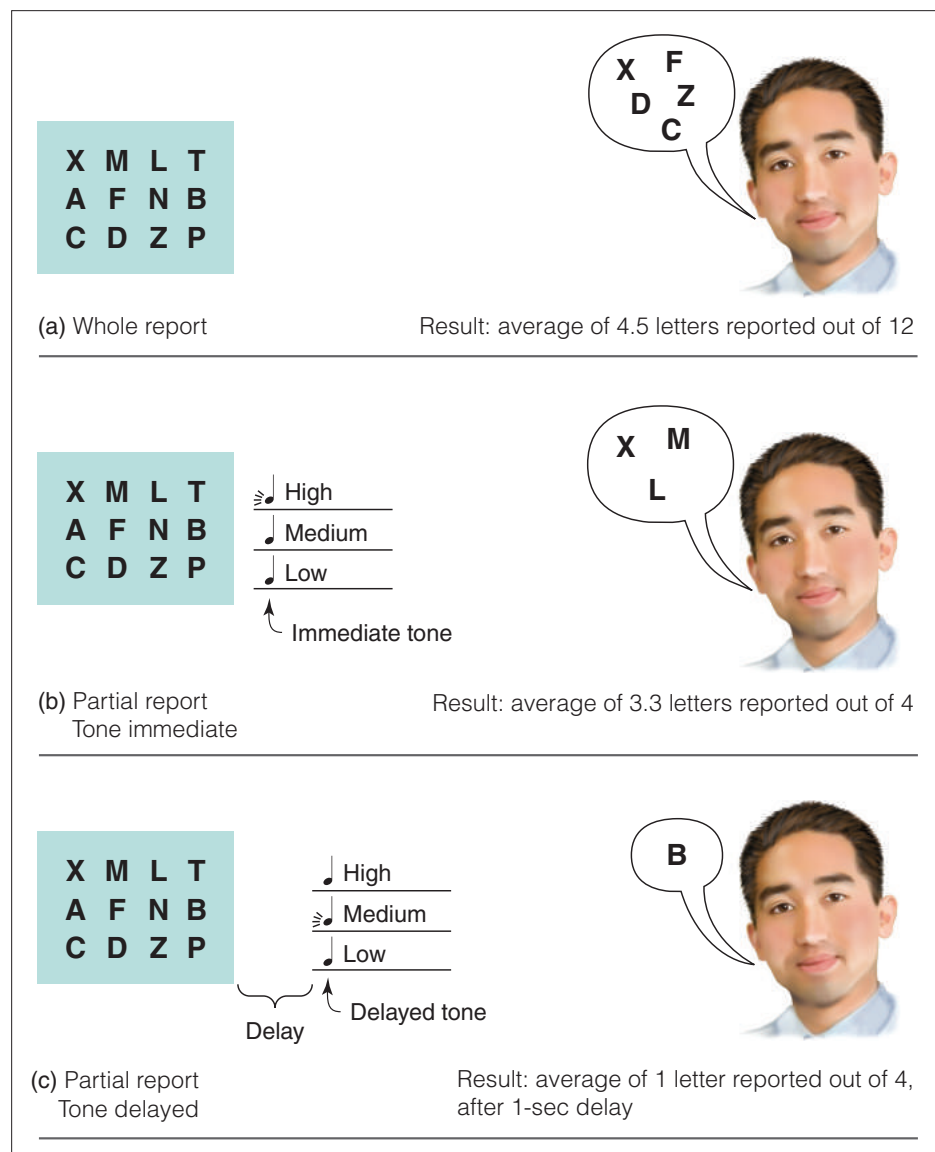 X F
D Z
C
X M L T
A F N B
C D Z P
(a) Whole report
Result: average of 4.5 letters reported out of 12
X M
L
X M L T
A F N B
C D Z P
High
Medium
Low
Immediate tone
(b) Partial report
Tone immediate
Result: average of 3.3 letters reported out of 4
B
X M L T
A F N B
C D Z P
High
Medium
Low
Delay
Delayed tone
(c) Partial report
Tone delayed
Result: average of 1 letter reported out of 4,
after 1-sec delay